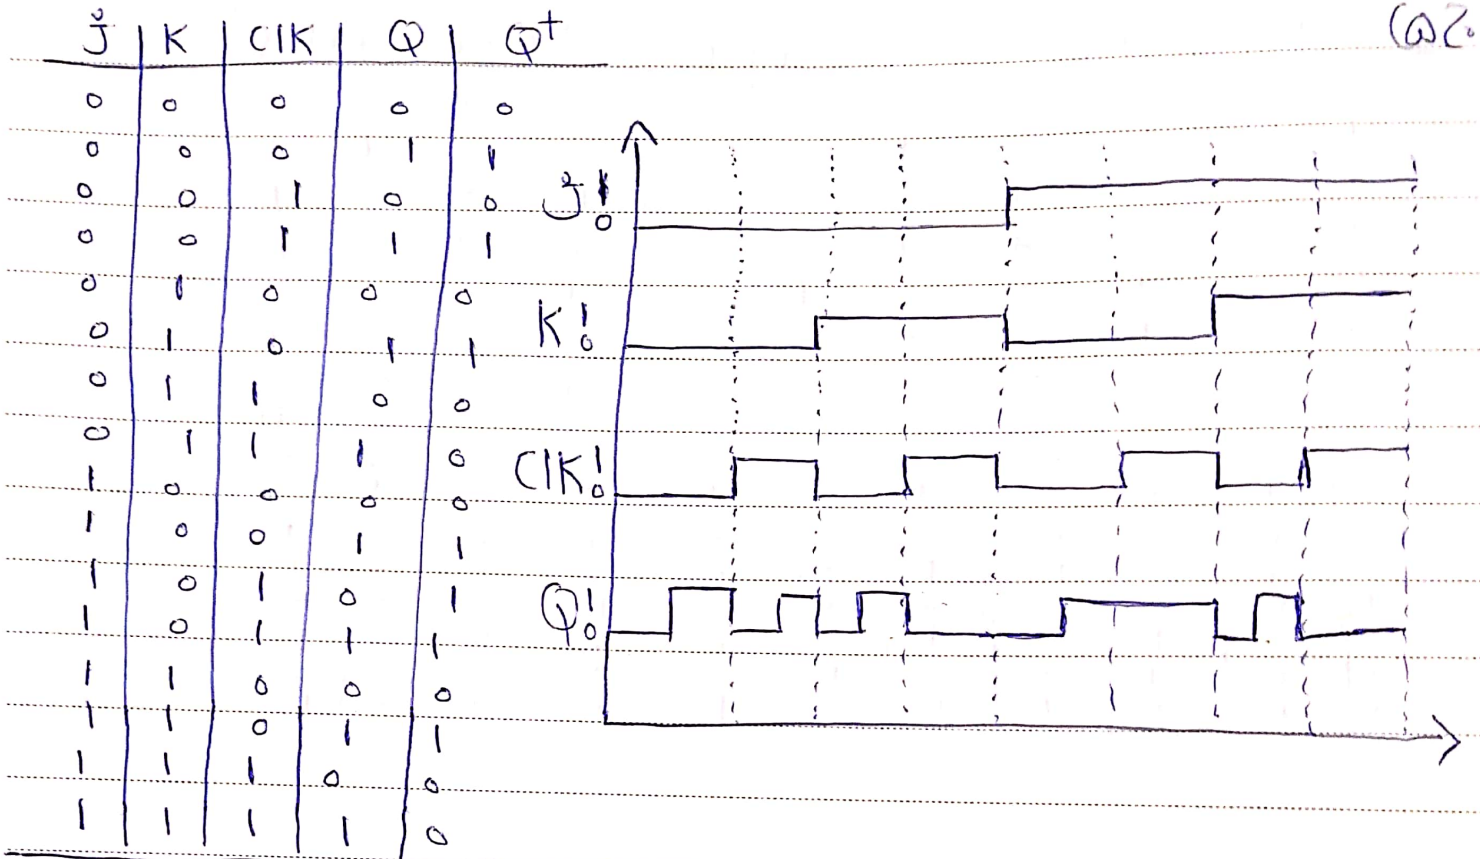 J K ClK Q Q+
0 0 0 0 0
0 0 0 1 1
0 0 1 0 0
0 0 1 1 1
0 1 0 0 0
0 1 0 1 1
0 1 1 0 0
0 1 1 1 0
1 0 0 0 0
1 0 0 1 1
1 0 1 0 1
1 0 1 1 1
1 1 0 0 0
1 1 0 1 1
1 1 1 0 0
1 1 1 1 0
J 1
0
K 1
0
ClK 1
0
Q 1
0